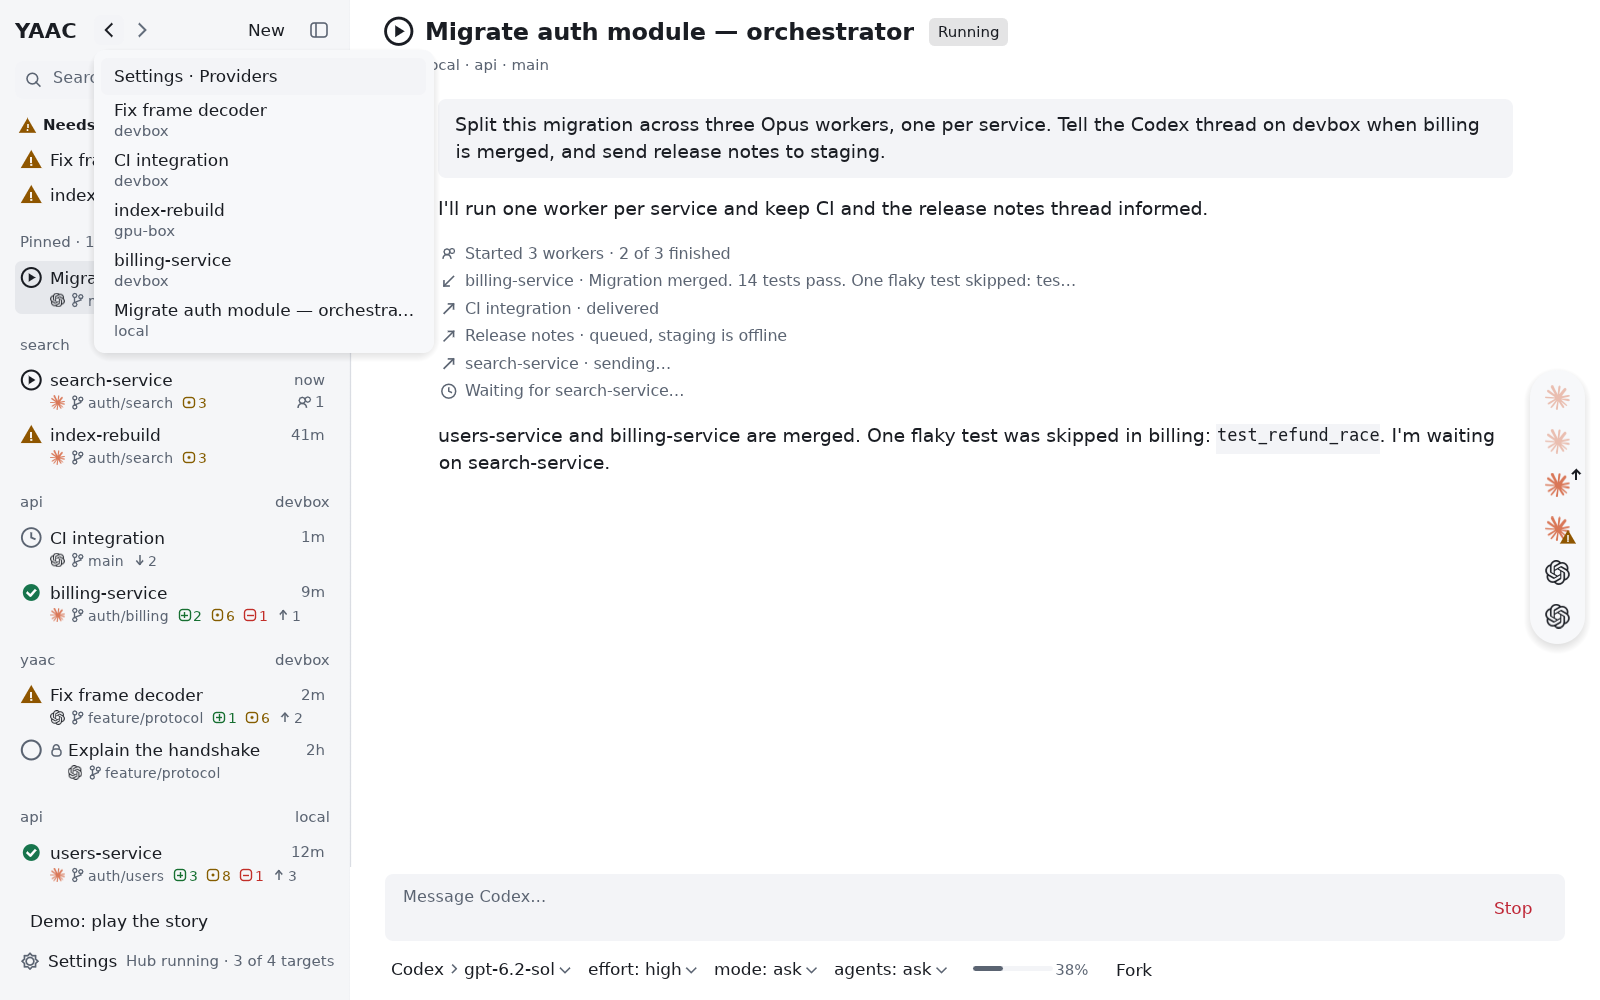 YAAC
New
Sear
Needs
Fix fra
index
Pinned · 1
Migra
Settings · Providers
Fix frame decoder
devbox
CI integration
devbox
index-rebuild
gpu-box
billing-service
devbox
Migrate auth module — orchestra…
local
search
search-service now
auth/search 3 1
index-rebuild 41m
auth/search 3
api devbox
CI integration 1m
main 2
billing-service 9m
auth/billing 2 6 1 1
yaac devbox
Fix frame decoder 2m
feature/protocol 1 6 2
Explain the handshake 2h
feature/protocol
api local
users-service 12m
auth/users 3 8 1 3
Demo: play the story
Settings Hub running · 3 of 4 targets
Migrate auth module — orchestrator Running
ocal · api · main
Split this migration across three Opus workers, one per service. Tell the Codex thread on devbox when billing
is merged, and send release notes to staging.
I'll run one worker per service and keep CI and the release notes thread informed.
Started 3 workers · 2 of 3 finished
billing-service · Migration merged. 14 tests pass. One flaky test skipped: tes…
CI integration · delivered
Release notes · queued, staging is offline
search-service · sending…
Waiting for search-service…
users-service and billing-service are merged. One flaky test was skipped in billing: test_refund_race. I'm waiting
on search-service.
Message Codex…
Stop
Codex gpt-6.2-sol effort: high mode: ask agents: ask 38% Fork